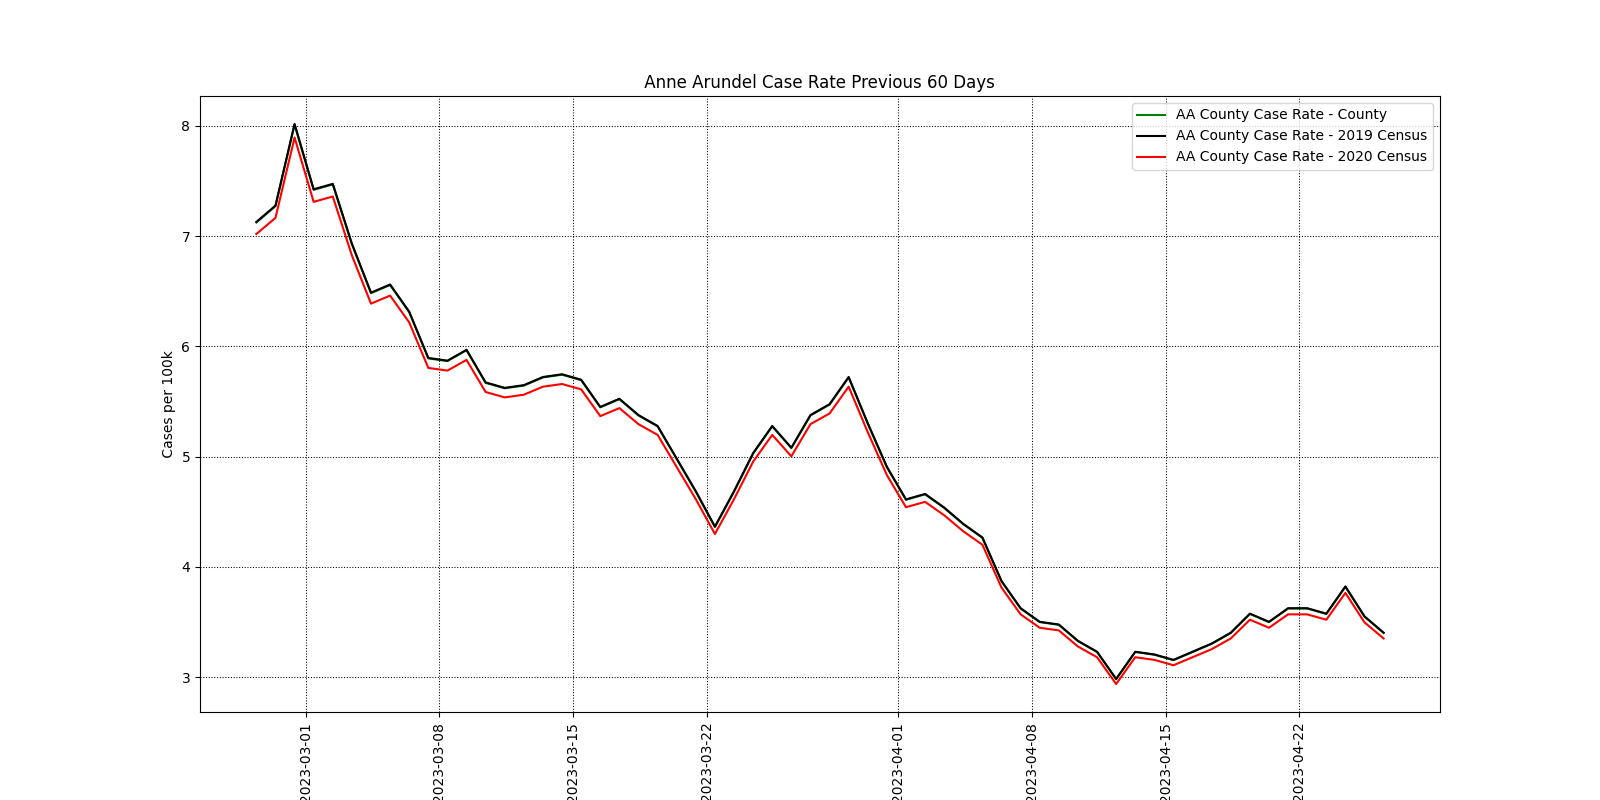 Anne Arundel Case Rate Previous 60 Days
AA County Case Rate - County
AA County Case Rate - 2019 Census
AA County Case Rate - 2020 Census
Cases per 100k
8
7
6
5
4
3
2023-03-01
2023-03-08
2023-03-15
2023-03-22
2023-04-01
2023-04-08
2023-04-15
2023-04-22